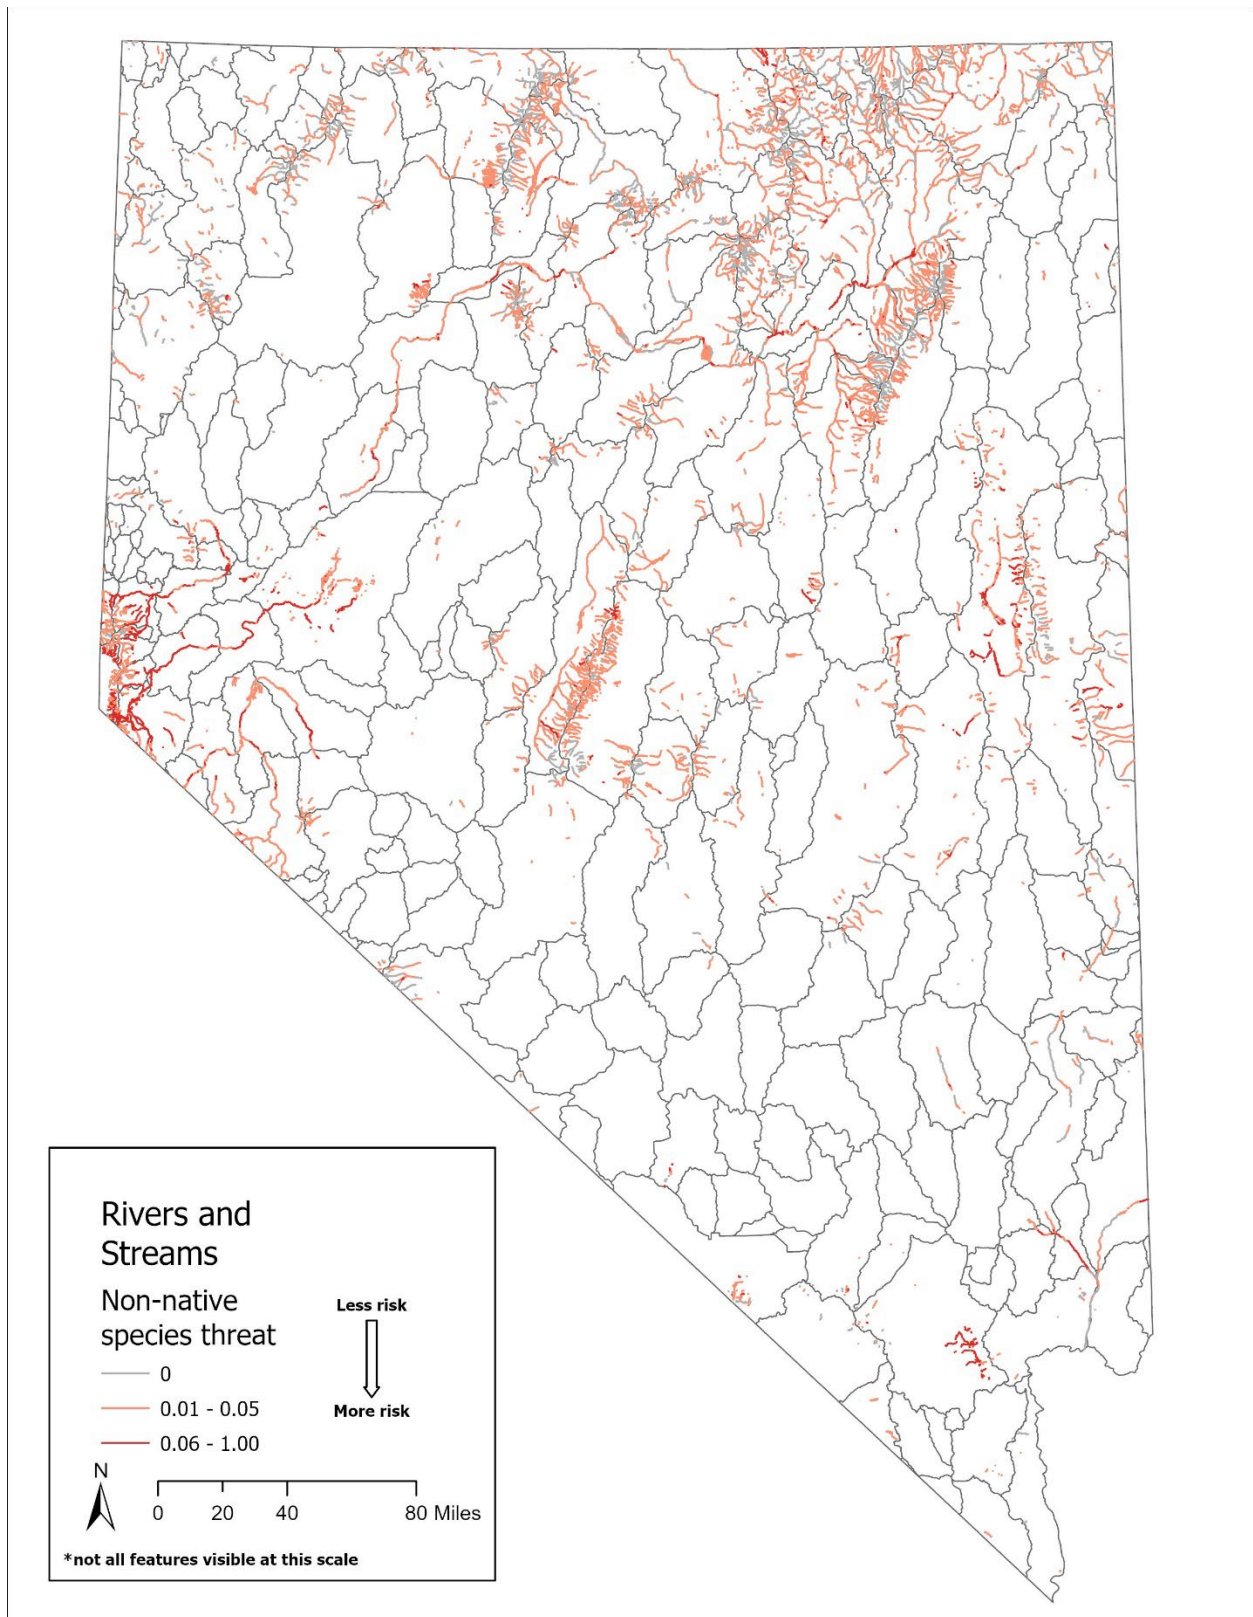 Rivers and
Streams
Non-native
species threat
Less risk
More risk
0
0.01 - 0.05
0.06 - 1.00
N
0 20 40 80 Miles
*not all features visible at this scale